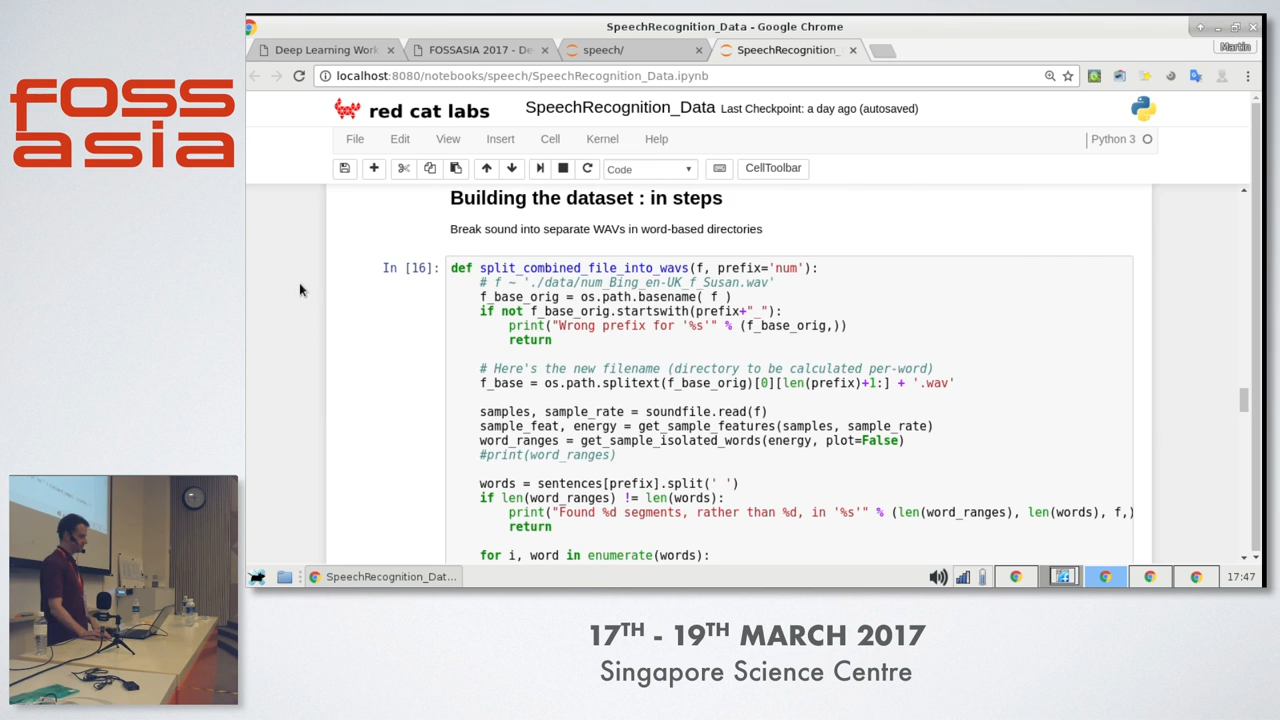 foss
asia
SpeechRecognition_Data - Google Chrome
Deep Learning Work
FOSSASIA 2017 - De
speech/
SpeechRecognition_
Martin
localhost:8080/notebooks/speech/SpeechRecognition_Data.ipynb
red cat labs
SpeechRecognition_Data Last Checkpoint: a day ago (autosaved)
File Edit View Insert Cell Kernel Help
Python 3
Code
CellToolbar
Building the dataset : in steps
Break sound into separate WAVs in word-based directories
In [16]:
def split_combined_file_into_wavs(f, prefix='num'):
# f ~ './data/num_Bing_en-UK_f_Susan.wav'
f_base_orig = os.path.basename( f )
if not f_base_orig.startswith(prefix+"_"):
print("Wrong prefix for '%s'" % (f_base_orig,))
return
# Here's the new filename (directory to be calculated per-word)
f_base = os.path.splitext(f_base_orig)[0][len(prefix)+1:] + '.wav'
samples, sample_rate = soundfile.read(f)
sample_feat, energy = get_sample_features(samples, sample_rate)
word_ranges = get_sample_isolated_words(energy, plot=False)
#print(word_ranges)
words = sentences[prefix].split(' ')
if len(word_ranges) != len(words):
print("Found %d segments, rather than %d, in '%s'" % (len(word_ranges), len(words), f,)
return
for i, word in enumerate(words):
SpeechRecognition_Dat...
17:47
17TH - 19TH MARCH 2017
Singapore Science Centre